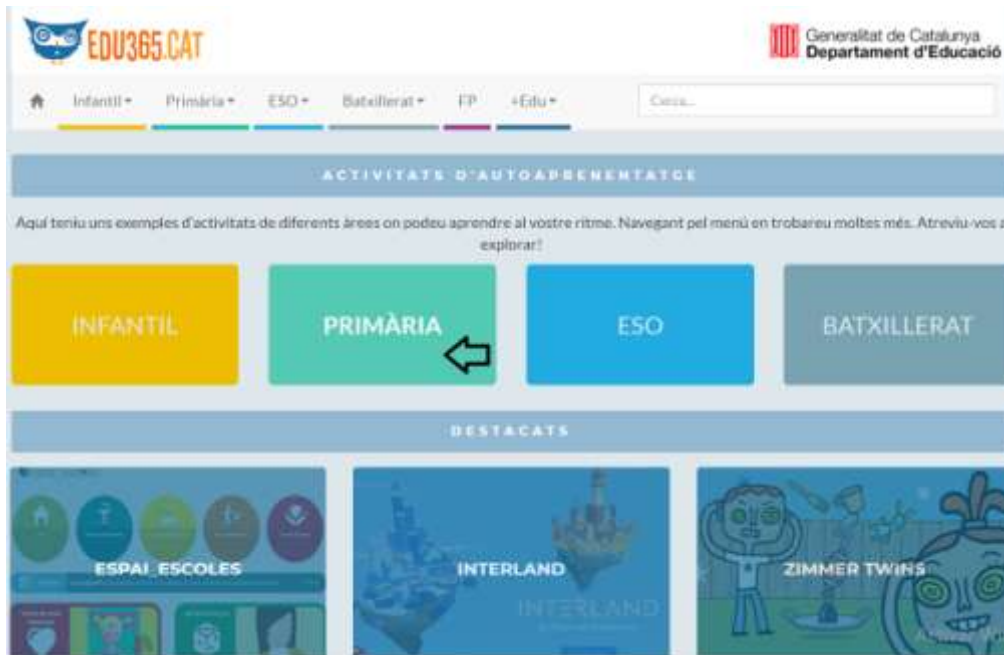 EDU365.CAT
Generalitat de Catalunya
Departament d'Educació
Infantil Primària ESO Batxillerat FP +Edu Cerca...
ACTIVITATS D'AUTOAPRENENTATGE
Aquí teniu uns exemples d'activitats de diferents àrees on podeu aprendre al vostre ritme. Navegant pel menú en trobareu moltes més. Atreviu-vos a
explorar!
INFANTIL PRIMÀRIA ESO BATXILLERAT
DESTACATS
ESPAI_ESCOLES INTERLAND ZIMMER TWINS
INTERLAND